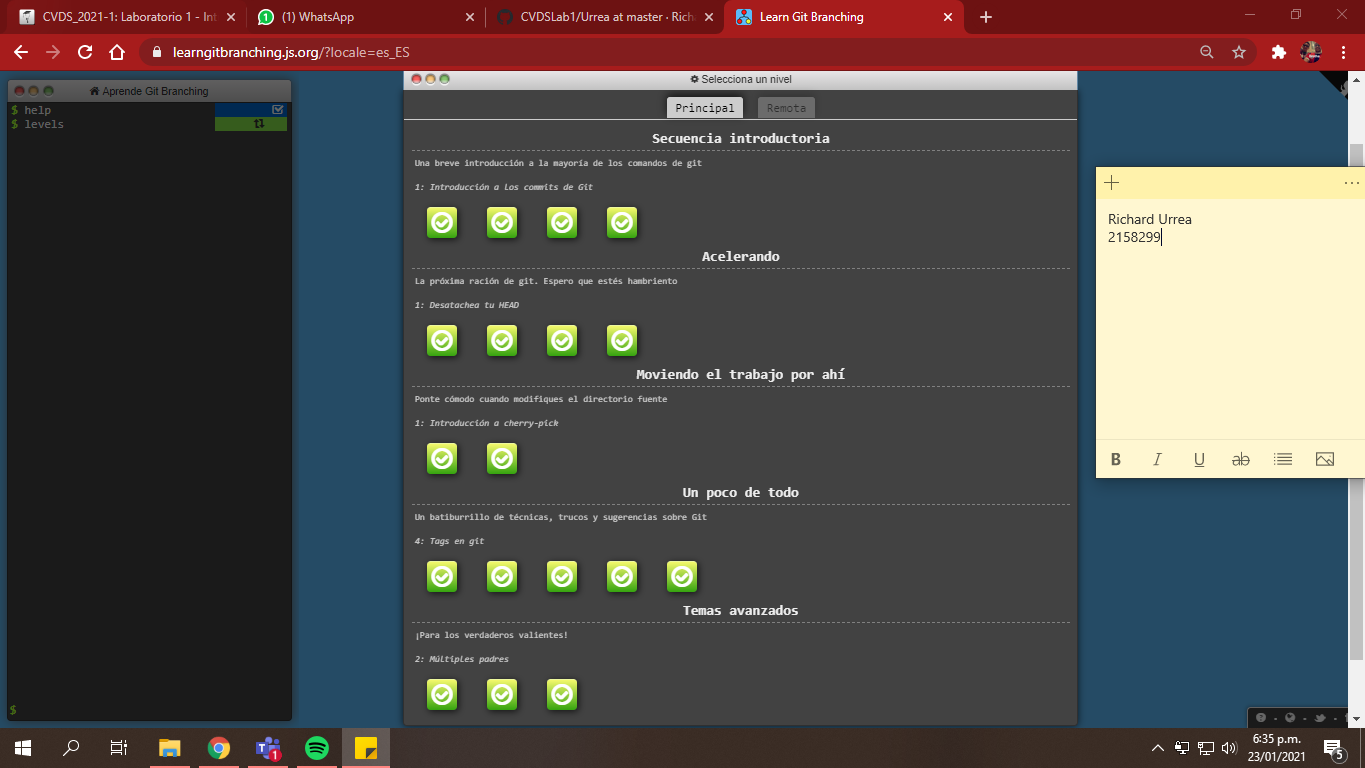 CVDS_2021-1: Laboratorio 1 - Int
(1) WhatsApp
CVDSLab1/Urrea at master · Rich
Learn Git Branching
learngitbranching.js.org/?locale=es_ES
Aprende Git Branching
$ help
$ levels
$
Selecciona un nivel
Principal
Remota
Secuencia introductoria
Una breve introducción a la mayoría de los comandos de git
1: Introducción a los commits de Git
Acelerando
La próxima ración de git. Espero que estés hambriento
1: Desatachea tu HEAD
Moviendo el trabajo por ahí
Ponte cómodo cuando modifiques el directorio fuente
1: Introducción a cherry-pick
Un poco de todo
Un batiburrillo de técnicas, trucos y sugerencias sobre Git
4: Tags en git
Temas avanzados
¡Para los verdaderos valientes!
2: Múltiples padres
Richard Urrea
2158299
B I U ab
1
6:35 p.m.
23/01/2021
5